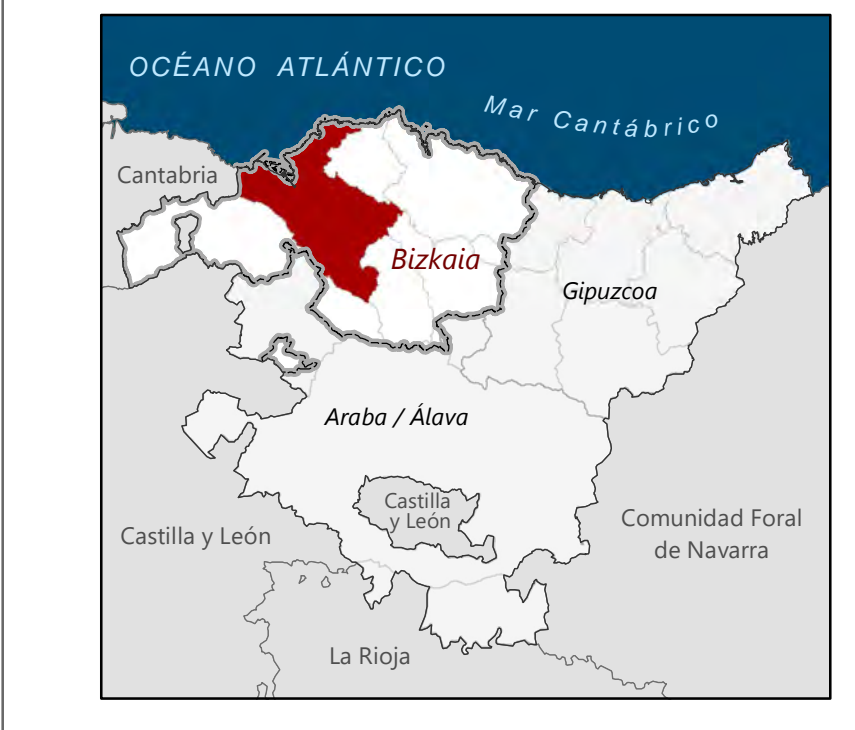 OCÉANO ATLÁNTICO
Mar Cantábrico
Cantabria
Bizkaia
Gipuzcoa
Araba / Álava
Castilla
y León
Castilla y León
Comunidad Foral
de Navarra
La Rioja